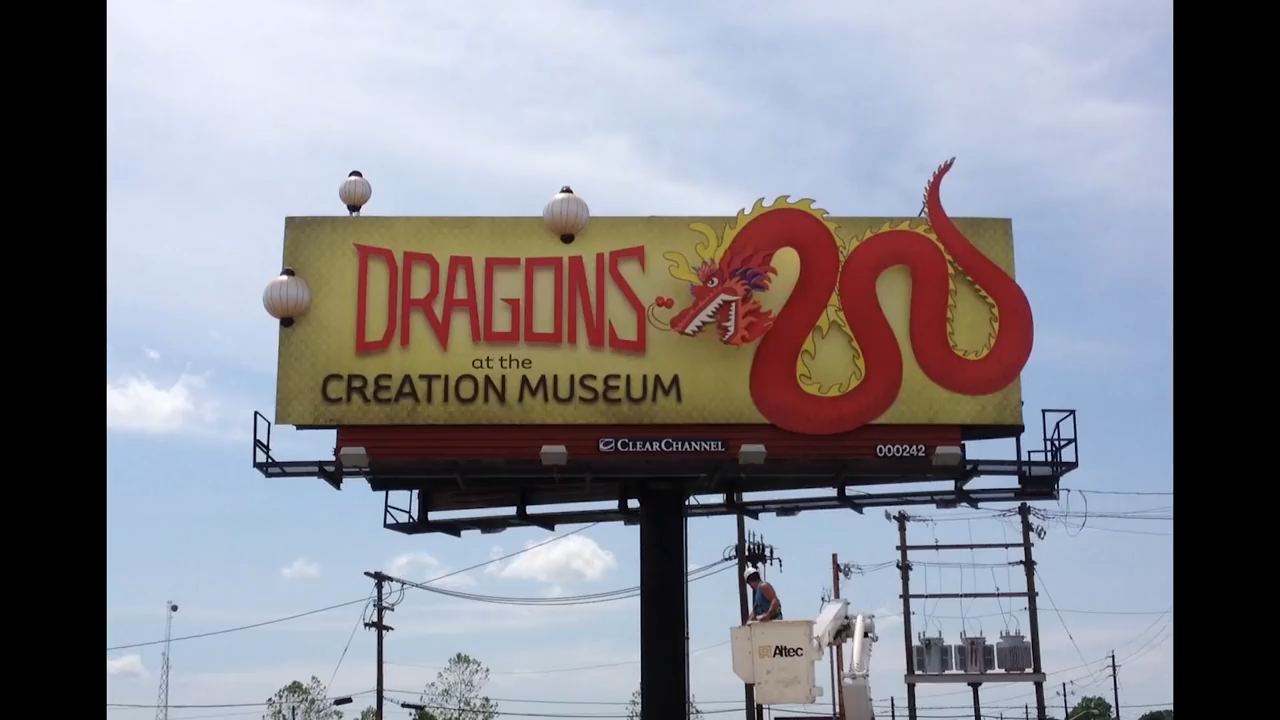 DRAGONS
at the
CREATION MUSEUM
CLEARCHANNEL
000242
Altec